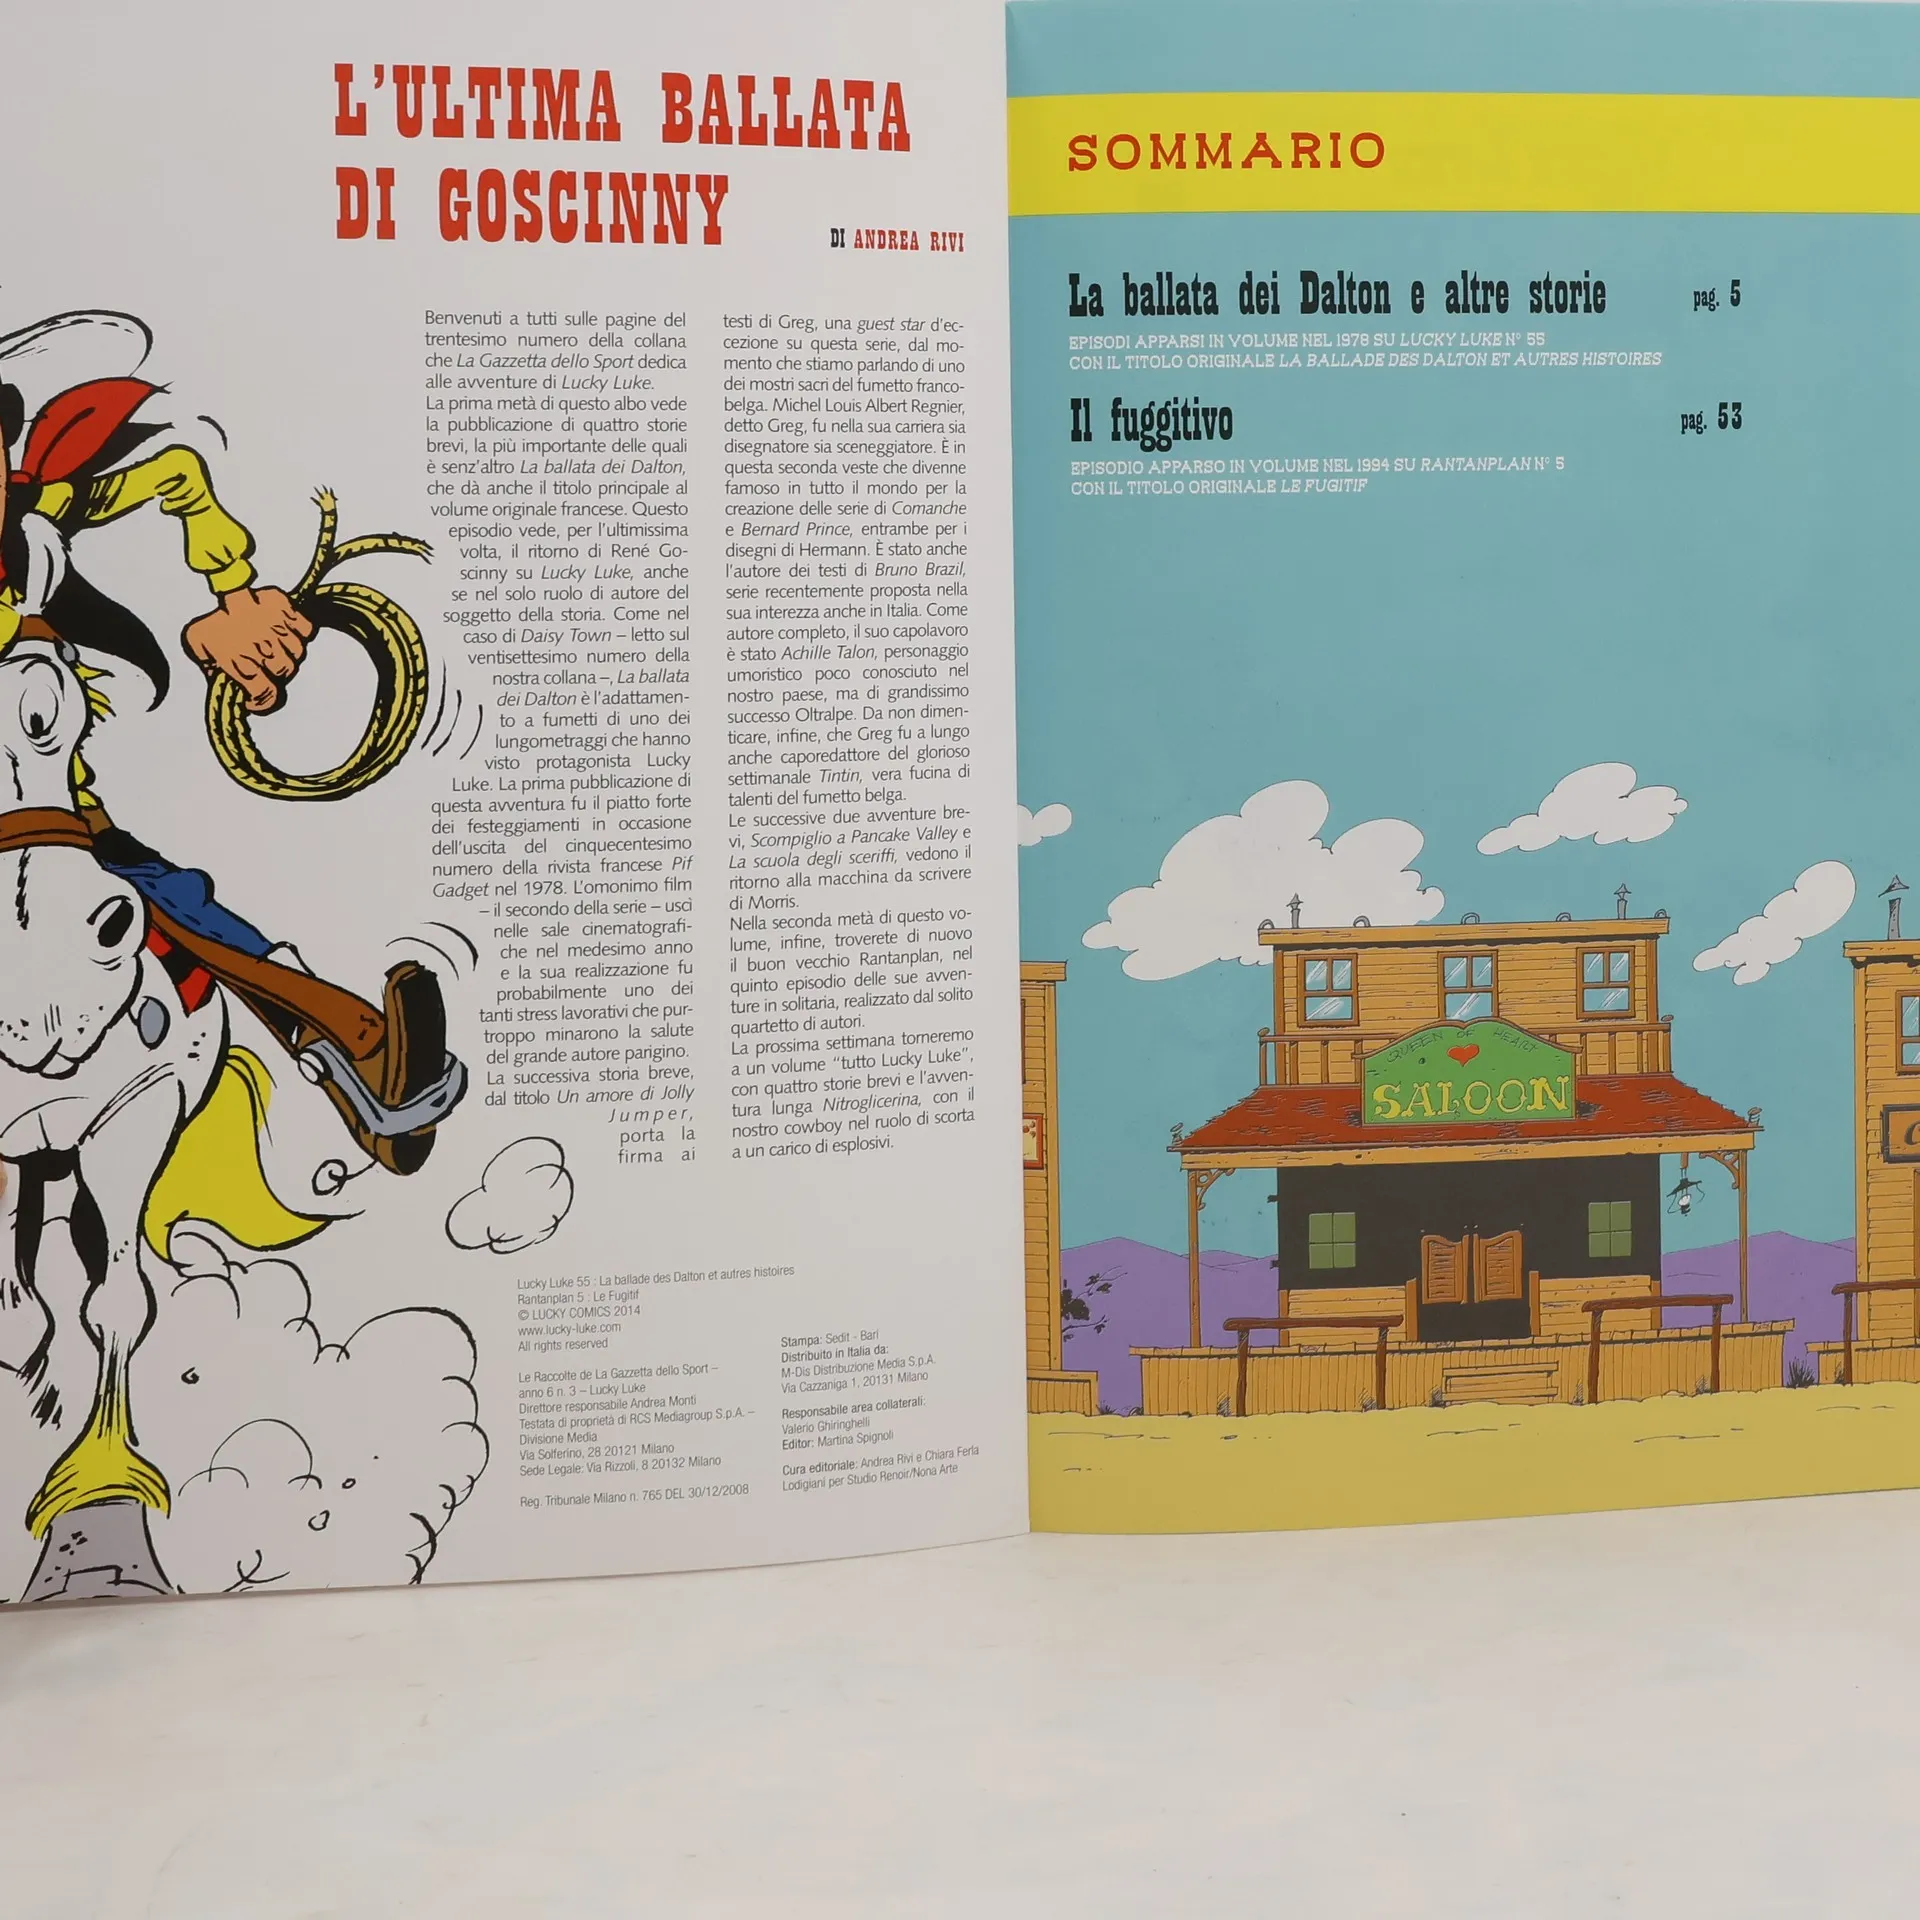 L'ULTIMA BALLATA
DI GOSCINNY
DI ANDREA RIVI
Benvenuti a tutti sulle pagine del
trentesimo numero della collana
che La Gazzetta dello Sport dedica
alle avventure di Lucky Luke.
La prima metà di questo albo vede
la pubblicazione di quattro storie
brevi, la più importante delle quali
è senz'altro La ballata dei Dalton,
che dà anche il titolo principale al
volume originale francese. Questo
episodio vede, per l'ultimissima
volta, il ritorno di René Go-
scinny su Lucky Luke, anche
se nel solo ruolo di autore del
soggetto della storia. Come nel
caso di Daisy Town – letto sul
ventisettesimo numero della
nostra collana –, La ballata
dei Dalton è l'adattamen-
to a fumetti di uno dei
lungometraggi che hanno
visto protagonista Lucky
Luke. La prima pubblicazione di
questa avventura fu il piatto forte
dei festeggiamenti in occasione
dell'uscita del cinquecentesimo
numero della rivista francese Pif
Gadget nel 1978. L'omonimo film
– il secondo della serie – uscì
nelle sale cinematografi-
che nel medesimo anno
e la sua realizzazione fu
probabilmente uno dei
tanti stress lavorativi che pur-
troppo minarono la salute
del grande autore parigino.
La successiva storia breve,
dal titolo Un amore di Jolly
Jumper,
porta la
firma ai
testi di Greg, una guest star d'ec-
cezione su questa serie, dal mo-
mento che stiamo parlando di uno
dei mostri sacri del fumetto franco-
belga. Michel Louis Albert Regnier,
detto Greg, fu nella sua carriera sia
disegnatore sia sceneggiatore. È in
questa seconda veste che divenne
famoso in tutto il mondo per la
creazione delle serie di Comanche
e Bernard Prince, entrambe per i
disegni di Hermann. È stato anche
l'autore dei testi di Bruno Brazil,
serie recentemente proposta nella
sua interezza anche in Italia. Come
autore completo, il suo capolavoro
è stato Achille Talon, personaggio
umoristico poco conosciuto nel
nostro paese, ma di grandissimo
successo Oltralpe. Da non dimen-
ticare, infine, che Greg fu a lungo
anche caporedattore del glorioso
settimanale Tintin, vera fucina di
talenti del fumetto belga.
Le successive due avventure bre-
vi, Scompiglio a Pancake Valley e
La scuola degli sceriffi, vedono il
ritorno alla macchina da scrivere
di Morris.
Nella seconda metà di questo vo-
lume, infine, troverete di nuovo
il buon vecchio Rantanplan, nel
quinto episodio delle sue avven-
ture in solitaria, realizzato dal solito
quartetto di autori.
La prossima settimana torneremo
a un volume "tutto Lucky Luke",
con quattro storie brevi e l'avven-
tura lunga Nitroglicerina, con il
nostro cowboy nel ruolo di scorta
a un carico di esplosivi.
Lucky Luke 55 : La ballade des Dalton et autres histoires
Rantanplan 5 : Le Fugitif
© LUCKY COMICS 2014
www.lucky-luke.com
All rights reserved
Le Raccolte de La Gazzetta dello Sport –
anno 6 n. 3 – Lucky Luke
Direttore responsabile Andrea Monti
Testata di proprietà di RCS Mediagroup S.p.A. –
Divisione Media
Via Solferino, 28 20121 Milano
Sede Legale: Via Rizzoli, 8 20132 Milano
Reg. Tribunale Milano n. 765 DEL 30/12/2008
Stampa: Sedit - Bari
Distribuito in Italia da:
M-Dis Distribuzione Media S.p.A.
Via Cazzaniga 1, 20131 Milano
Responsabile area collaterali:
Valerio Ghiringhelli
Editor: Martina Spignoli
Cura editoriale: Andrea Rivi e Chiara Ferla
Lodigiani per Studio Renoir/Nona Arte
SOMMARIO
La ballata dei Dalton e altre storie pag. 5
EPISODI APPARSI IN VOLUME NEL 1978 SU LUCKY LUKE N° 55
CON IL TITOLO ORIGINALE LA BALLADE DES DALTON ET AUTRES HISTOIRES
Il fuggitivo pag. 53
EPISODIO APPARSO IN VOLUME NEL 1994 SU RANTANPLAN N° 5
CON IL TITOLO ORIGINALE LE FUGITIF
QUEEN OF HEART
SALOON